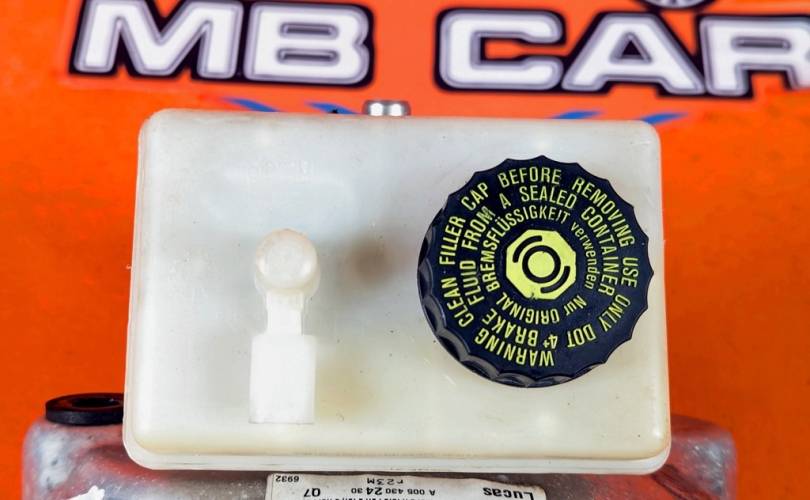 MB CAR
WARNING CLEAN FILLER CAP BEFORE REMOVING USE ONLY DOT 4+ BRAKE FLUID FROM A SEALED CONTAINER
Nur ORIGINAL BREMSFLÜSSIGKEIT verwenden
Lucas
A 005 430 24 30 07
r23M
6932